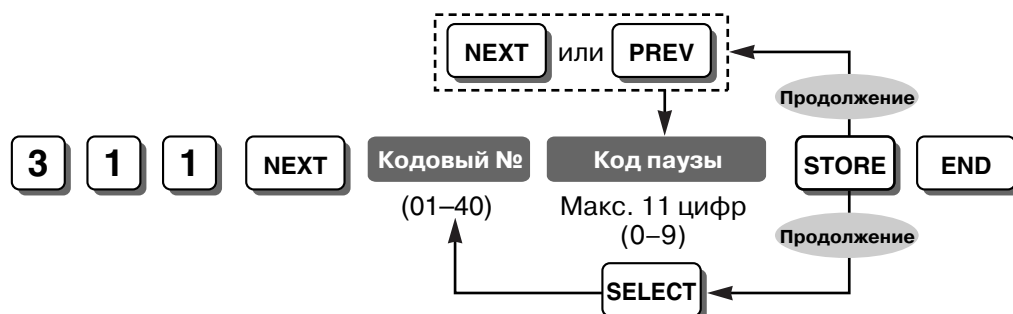 NEXT или PREV
Продолжение
3 1 1 NEXT Кодовый № Код паузы STORE END
(01–40) Макс. 11 цифр
(0–9)
Продолжение
SELECT